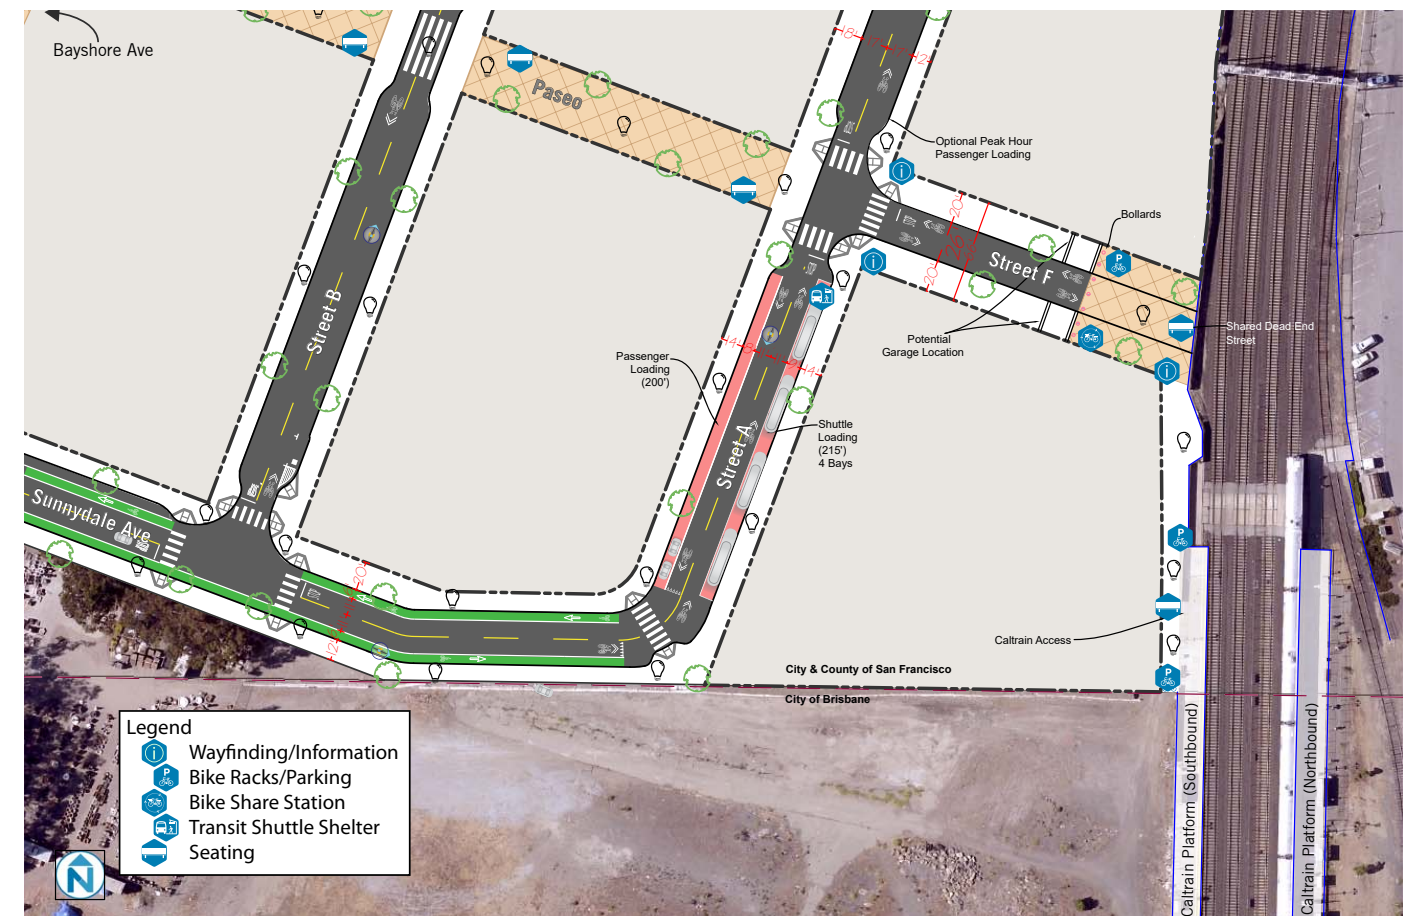 Bayshore Ave
Paseo
Optional Peak Hour
Passenger Loading
Bollards
Street F
Street B
Potential
Garage Location
Shared Dead End
Street
Passenger
Loading
(200')
Street A
Shuttle
Loading
(215')
4 Bays
Sunnydale Ave
Caltrain Access
City & County of San Francisco
City of Brisbane
Legend
Wayfinding/Information
Bike Racks/Parking
Bike Share Station
Transit Shuttle Shelter
Seating
N
Caltrain Platform (Southbound)
Caltrain Platform (Northbound)